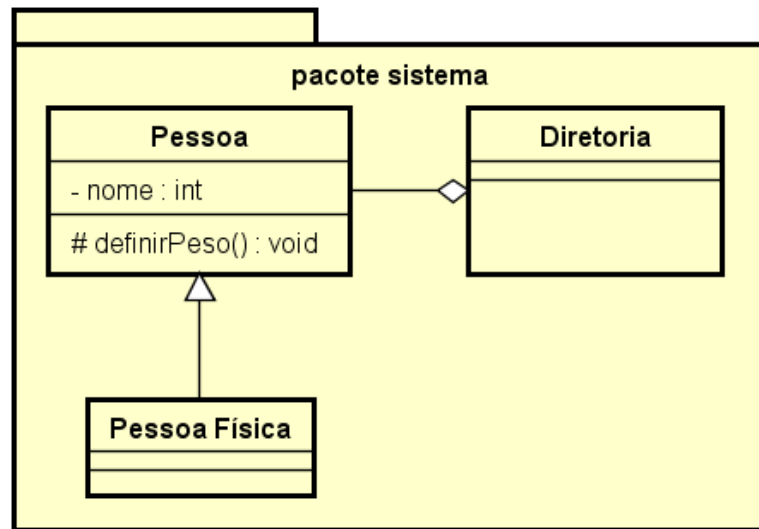 pacote sistema
Pessoa
- nome : int
# definirPeso() : void
Diretoria
Pessoa Física